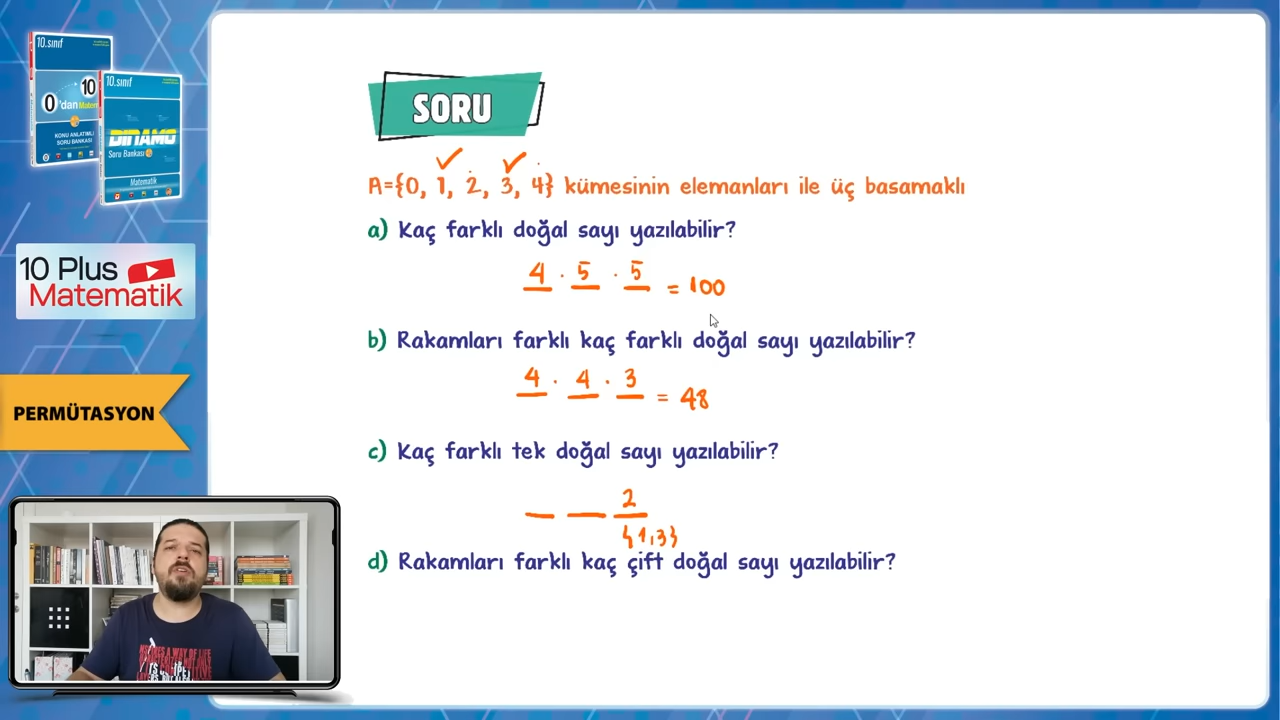 10.sınıf
0'dan 10
KONU ANLATIMLI
SORU BANKASI
10.sınıf
DINAMO
Soru Bankası
Matematik
10 Plus
Matematik
PERMÜTASYON
SORU
A={0, 1, 2, 3, 4} kümesinin elemanları ile üç basamaklı
a) Kaç farklı doğal sayı yazılabilir?
4 . 5 . 5 = 100
b) Rakamları farklı kaç farklı doğal sayı yazılabilir?
4 . 4 . 3 = 48
c) Kaç farklı tek doğal sayı yazılabilir?
_ _ 2
{1,3}
d) Rakamları farklı kaç çift doğal sayı yazılabilir?